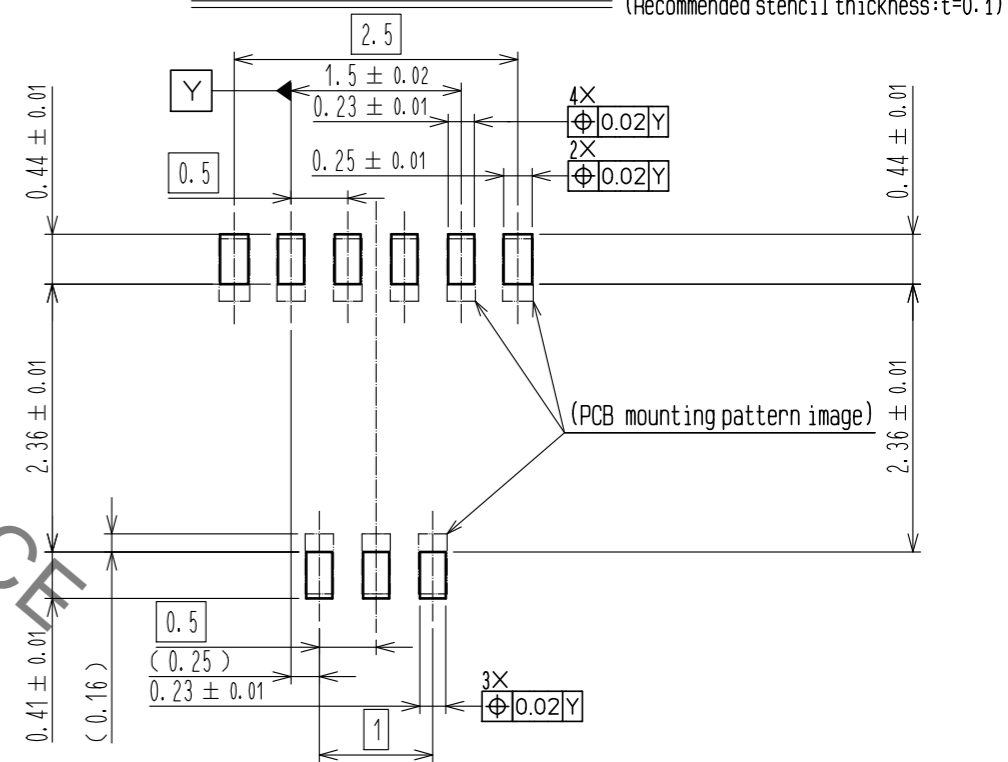 (Recommended stencil thickness:t=0.1)
2.5
Y
1.5 ± 0.02
0.23 ± 0.01
4X
⌖ 0.02 Y
0.25 ± 0.01
2X
⌖ 0.02 Y
0.5
0.44 ± 0.01
0.44 ± 0.01
2.36 ± 0.01
2.36 ± 0.01
(PCB mounting pattern image)
CE
0.41 ± 0.01
(0.16)
0.5
(0.25)
0.23 ± 0.01
3X
⌖ 0.02 Y
1